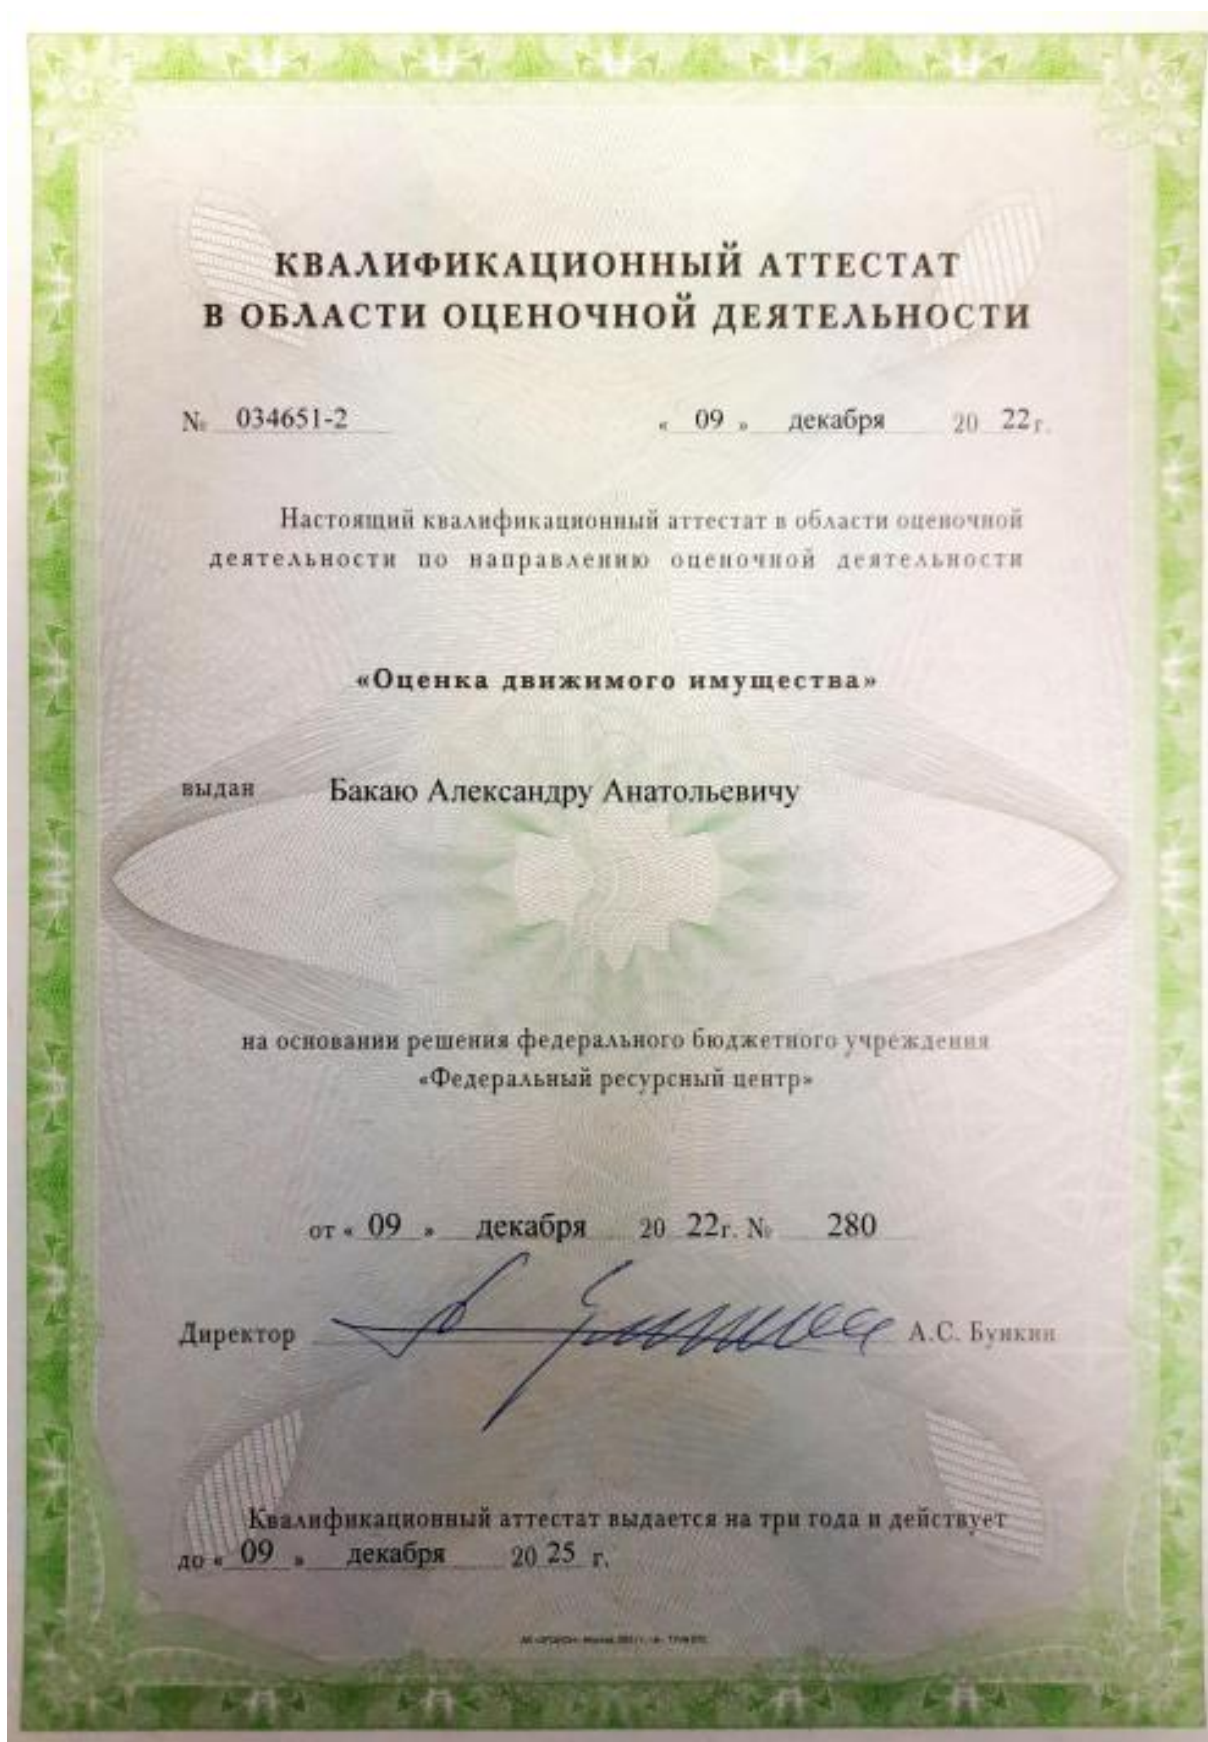 КВАЛИФИКАЦИОННЫЙ АТТЕСТАТ
В ОБЛАСТИ ОЦЕНОЧНОЙ ДЕЯТЕЛЬНОСТИ
№ 034651-2 « 09 » декабря 20 22 г.
Настоящий квалификационный аттестат в области оценочной
деятельности по направлению оценочной деятельности
«Оценка движимого имущества»
выдан Бакаю Александру Анатольевичу
на основании решения федерального бюджетного учреждения
«Федеральный ресурсный центр»
от « 09 » декабря 20 22г. № 280
Директор А.С. Бункин
Квалификационный аттестат выдается на три года и действует
до « 09 » декабря 20 25 г.